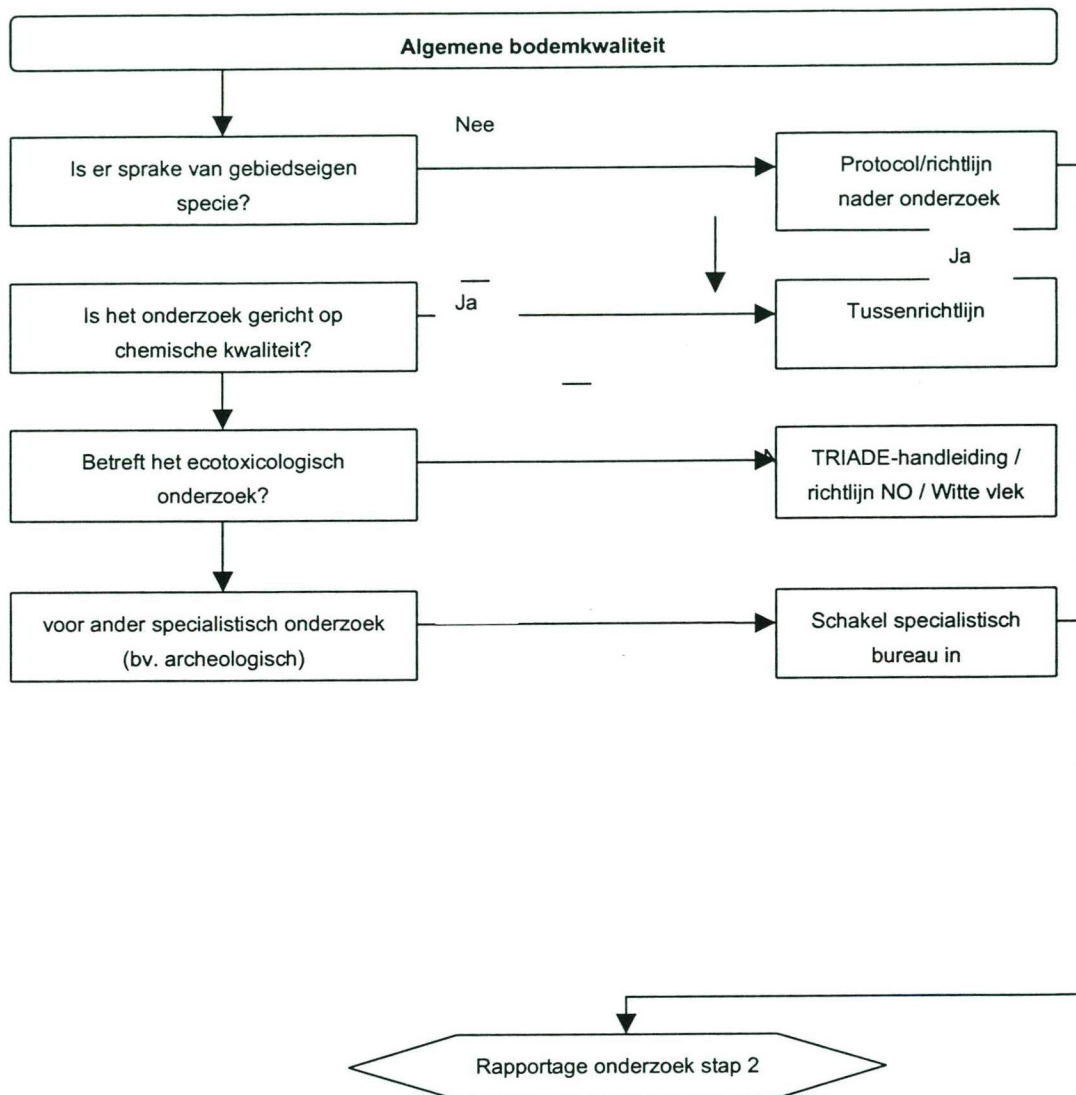 Algemene bodemkwaliteit
Nee
Is er sprake van gebiedseigen
specie?
Protocol/richtlijn
nader onderzoek
Ja
Is het onderzoek gericht op
chemische kwaliteit?
Ja
Tussenrichtlijn
Betreft het ecotoxicologisch
onderzoek?
TRIADE-handleiding /
richtlijn NO / Witte vlek
voor ander specialistisch onderzoek
(bv. archeologisch)
Schakel specialistisch
bureau in
Rapportage onderzoek stap 2